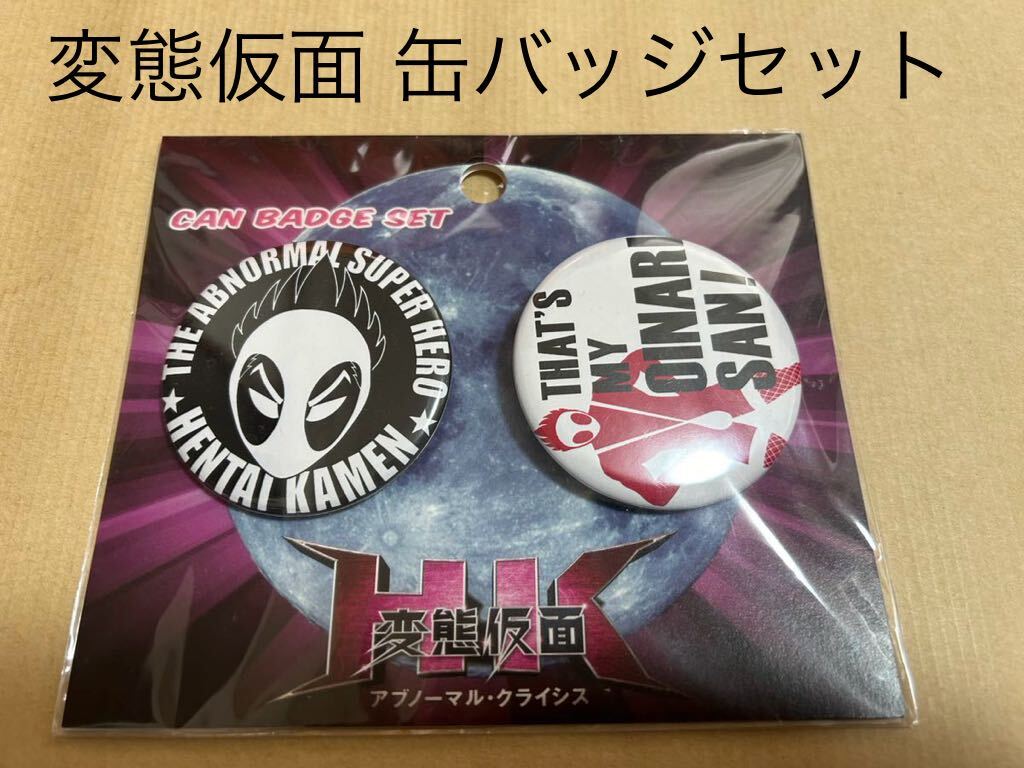 変態仮面 缶バッジセット
CAN BADGE SET
THE ABNORMAL SUPER HERO
★ HENTAI KAMEN ★
THAT'S
MY
OINARI
SAN!
HK
変態仮面
アブノーマル・クライシス